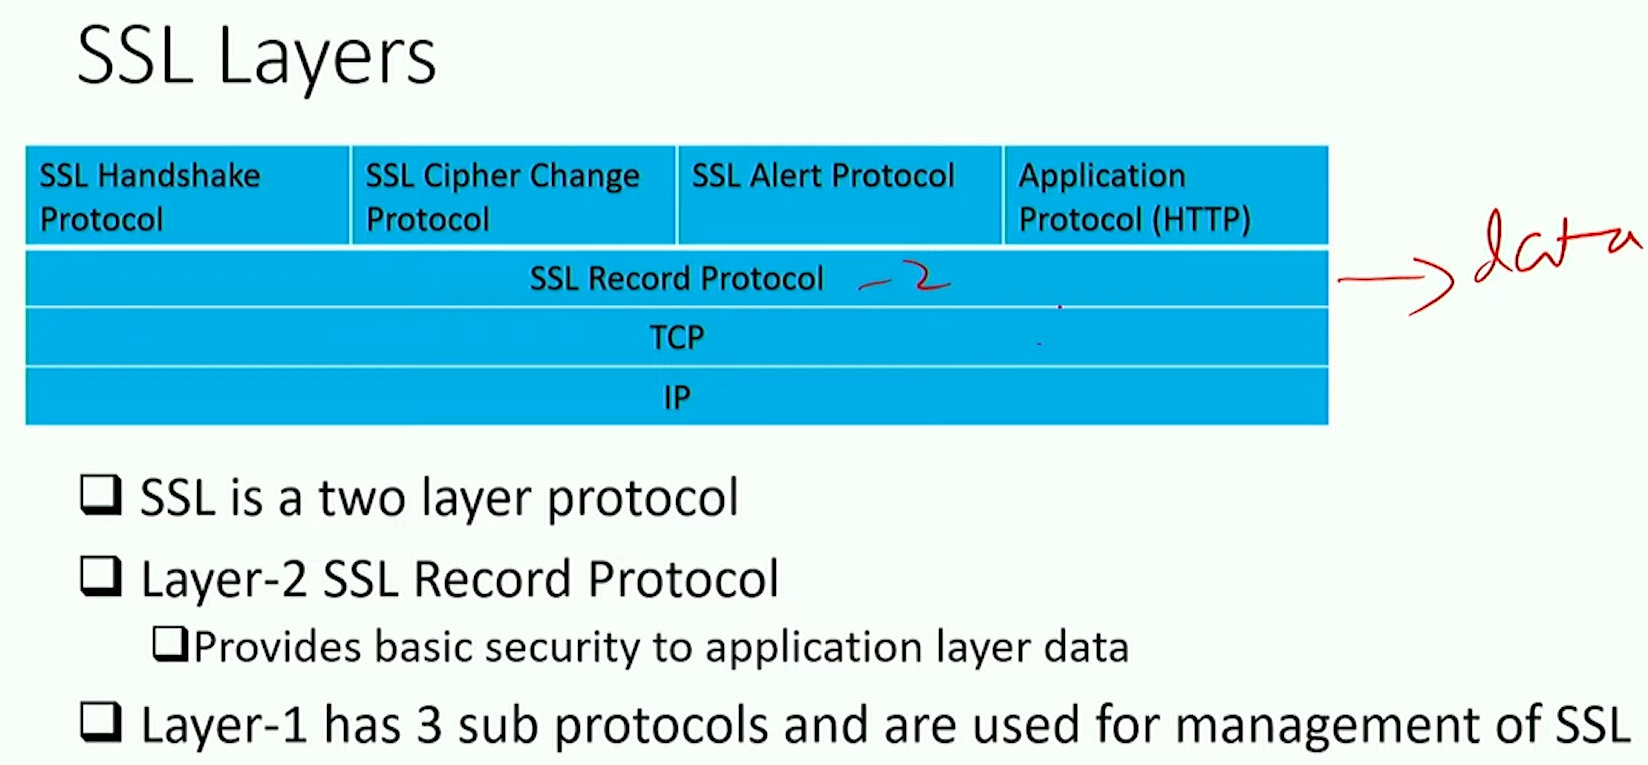 SSL Layers
SSL Handshake
Protocol
SSL Cipher Change
Protocol
SSL Alert Protocol
Application
Protocol (HTTP)
SSL Record Protocol - 2
data
TCP
IP
SSL is a two layer protocol
Layer-2 SSL Record Protocol
Provides basic security to application layer data
Layer-1 has 3 sub protocols and are used for management of SSL